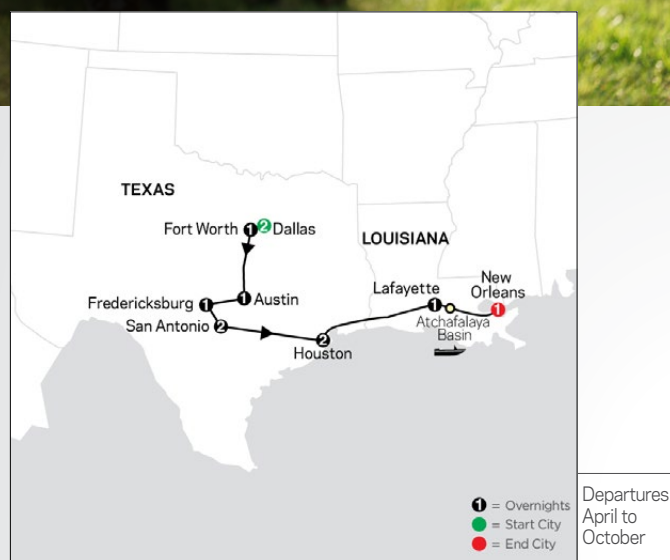 TEXAS
Fort Worth 1 2 Dallas
LOUISIANA
Fredericksburg 1
1 Austin
San Antonio 2
2
Houston
Lafayette
1
Atchafalaya
Basin
New
Orleans
1
1 = Overnights
= Start City
= End City
Departures
April to
October